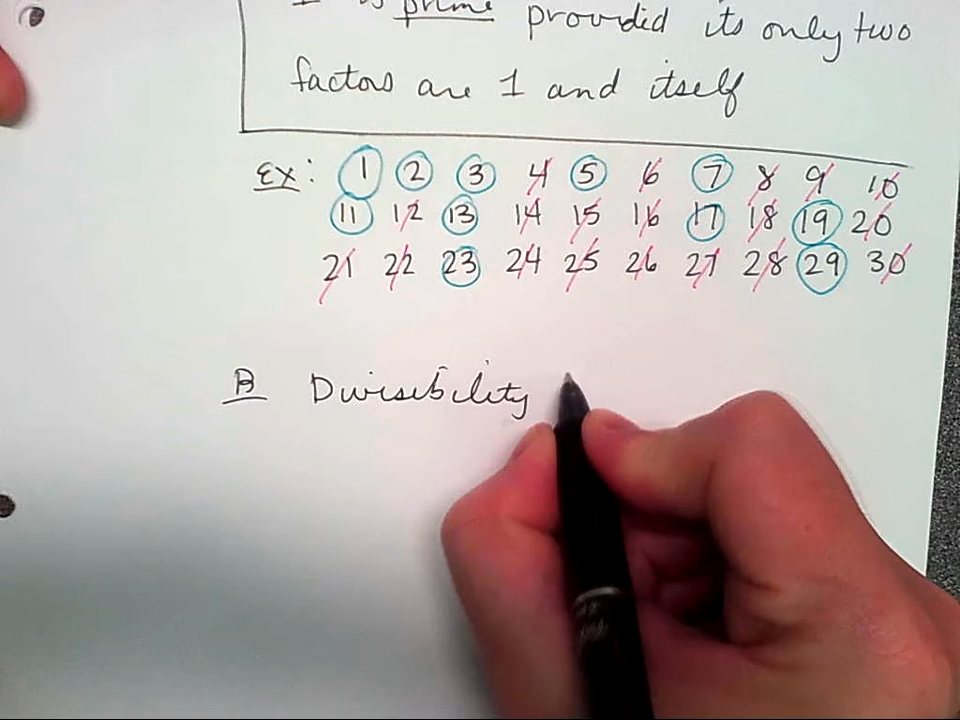 is prime provided its only two
factors are 1 and itself
Ex: 1 2 3 4 5 6 7 8 9 10
11 12 13 14 15 16 17 18 19 20
21 22 23 24 25 26 27 28 29 30
B Divisibility